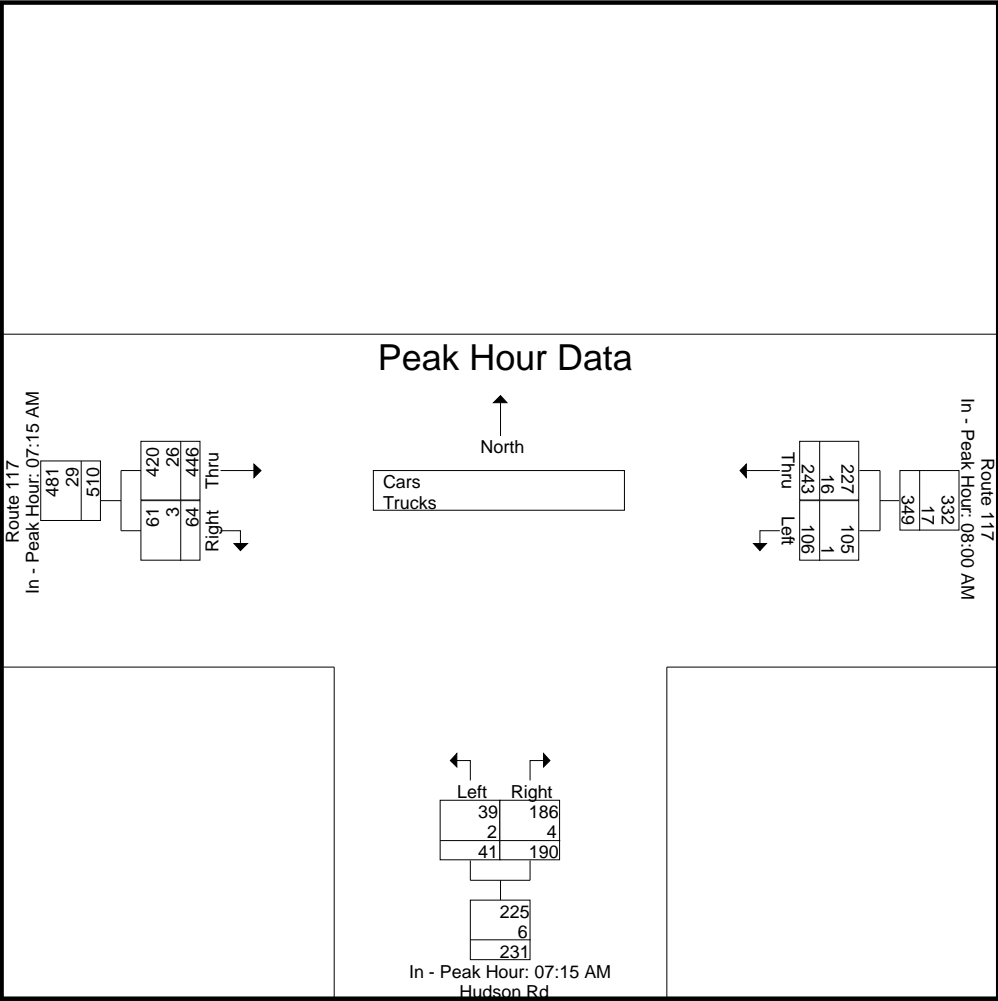 Peak Hour Data
North
Cars
Trucks
Route 117
In - Peak Hour: 07:15 AM
481
29
510
420
26
446
Thru
61
3
64
Right
Route 117
In - Peak Hour: 08:00 AM
332
17
349
227
16
243
Thru
105
1
106
Left
Left Right
39 186
2 4
41 190
225
6
231
In - Peak Hour: 07:15 AM
Hudson Rd